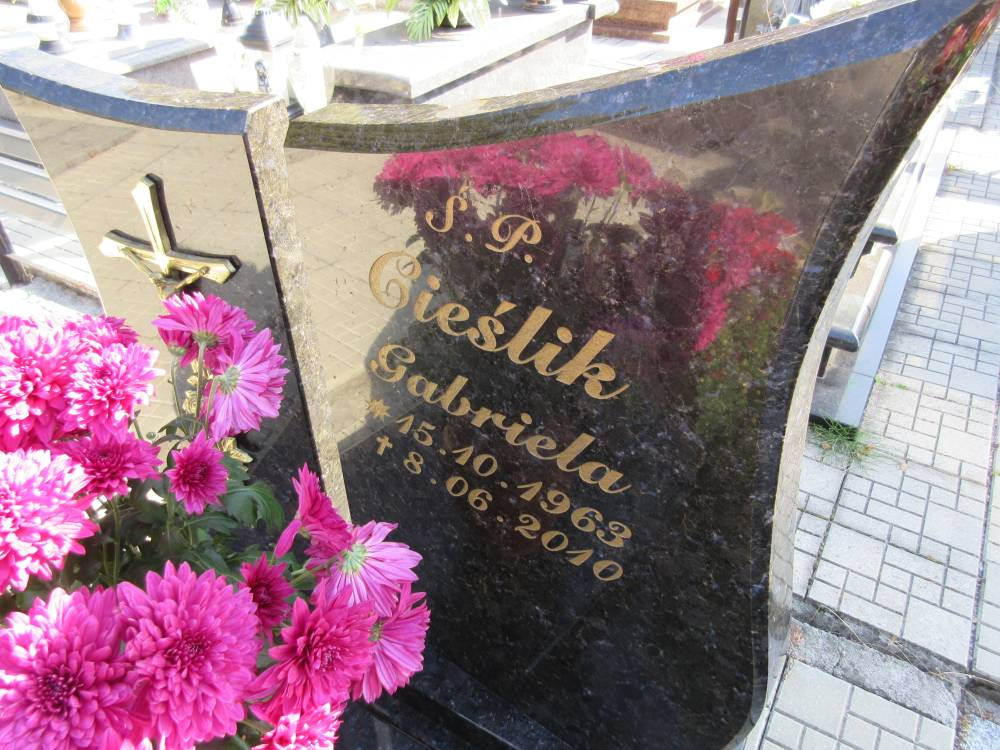 Ś. P.
Cieślik
Gabriela
* 15.10.1963
✝ 8.06.2010